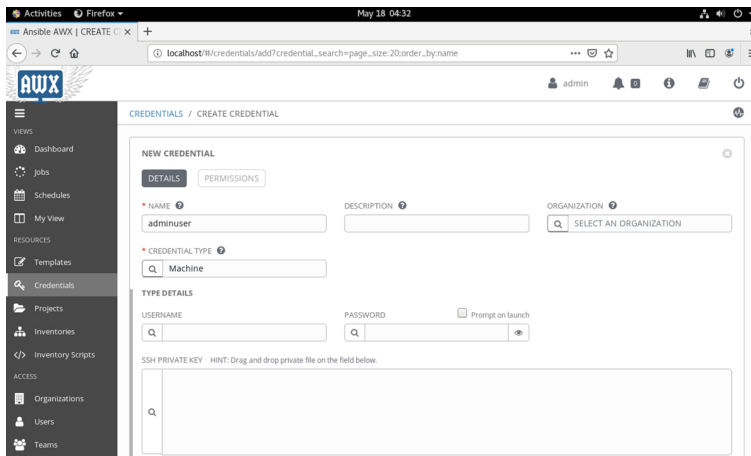 Activities Firefox May 18 04:32
Ansible AWX | CREATE C
localhost/#/credentials/add?credential_search=page_size:20;order_by:name
AWX admin 0
CREDENTIALS / CREATE CREDENTIAL
VIEWS
Dashboard
Jobs
Schedules
My View
RESOURCES
Templates
Credentials
Projects
Inventories
Inventory Scripts
ACCESS
Organizations
Users
Teams
NEW CREDENTIAL
DETAILS PERMISSIONS
* NAME DESCRIPTION ORGANIZATION
adminuser SELECT AN ORGANIZATION
* CREDENTIAL TYPE
Machine
TYPE DETAILS
USERNAME PASSWORD Prompt on launch
SSH PRIVATE KEY HINT: Drag and drop private file on the field below.